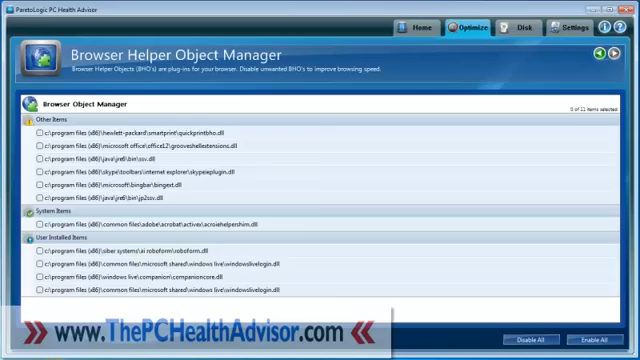 ParetoLogic PC Health Advisor
Home
Optimize
Disk
Settings
Browser Helper Object Manager
Browser Helper Objects (BHO's) are plug-ins for your browser. Disable unwanted BHO's to improve browsing speed.
Browser Object Manager
0 of 11 items selected
Other Items
c:\program files (x86)\hewlett-packard\smartprint\quickprintbho.dll
c:\program files (x86)\microsoft office\office12\grooveshellextensions.dll
c:\program files (x86)\java\jre6\bin\ssv.dll
c:\program files (x86)\skype\toolbars\internet explorer\skypeieplugin.dll
c:\program files (x86)\microsoft\bingbar\bingext.dll
c:\program files (x86)\java\jre6\bin\jp2ssv.dll
System Items
c:\program files (x86)\common files\adobe\acrobat\activex\acroiehelpershim.dll
User Installed Items
c:\program files (x86)\siber systems\ai roboform\roboform.dll
c:\program files (x86)\common files\microsoft shared\windows live\windowslivelogin.dll
c:\program files (x86)\windows live\companion\companioncore.dll
c:\program files (x86)\common files\microsoft shared\windows live\windowslivelogin.dll
www.ThePCHealthAdvisor.com
Disable All
Enable All